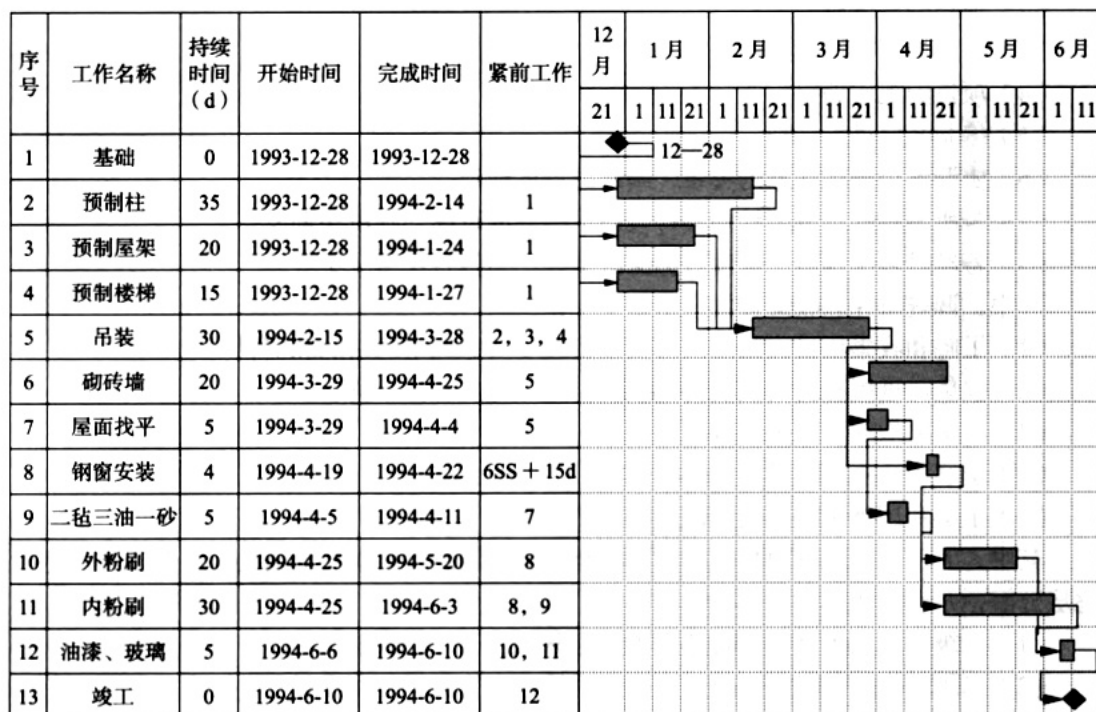 序号 工作名称 持续时间(d) 开始时间 完成时间 紧前工作 12月 1月 2月 3月 4月 5月 6月
21 1 11 21 1 11 21 1 11 21 1 11 21 1 11 21 1 11
1 基础 0 1993-12-28 1993-12-28 12—28
2 预制柱 35 1993-12-28 1994-2-14 1
3 预制屋架 20 1993-12-28 1994-1-24 1
4 预制楼梯 15 1993-12-28 1994-1-27 1
5 吊装 30 1994-2-15 1994-3-28 2, 3, 4
6 砌砖墙 20 1994-3-29 1994-4-25 5
7 屋面找平 5 1994-3-29 1994-4-4 5
8 钢窗安装 4 1994-4-19 1994-4-22 6SS + 15d
9 二毡三油一砂 5 1994-4-5 1994-4-11 7
10 外粉刷 20 1994-4-25 1994-5-20 8
11 内粉刷 30 1994-4-25 1994-6-3 8, 9
12 油漆、玻璃 5 1994-6-6 1994-6-10 10, 11
13 竣工 0 1994-6-10 1994-6-10 12